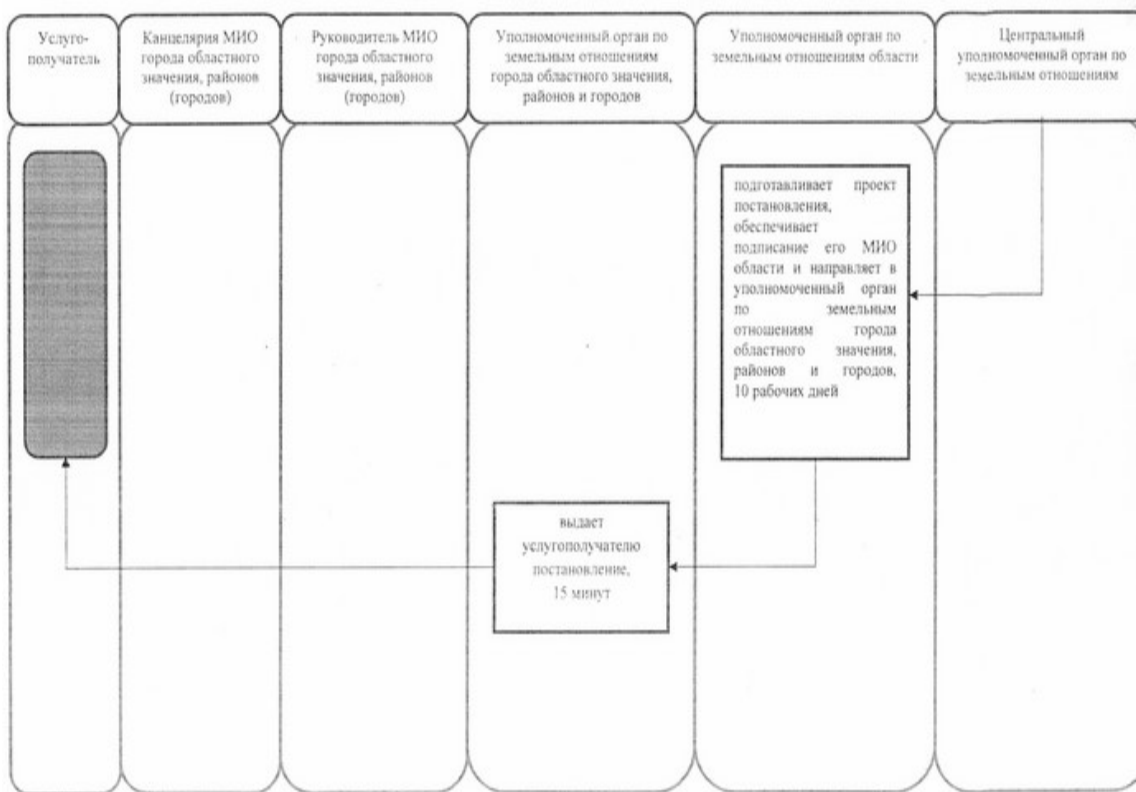 Услуго-
получатель
Канцелярия МИО
города областного
значения, районов
(городов)
Руководитель МИО
города областного
значения, районов
(городов)
Уполномоченный орган по
земельным отношениям
города областного значения,
районов и городов
Уполномоченный орган по
земельным отношениям области
Центральный
уполномоченный орган по
земельным отношениям
подготавливает проект
постановления,
обеспечивает
подписание его МИО
области и направляет в
уполномоченный орган
по земельным
отношениям города
областного значения,
районов и городов,
10 рабочих дней
выдает
услугополучателю
постановление,
15 минут